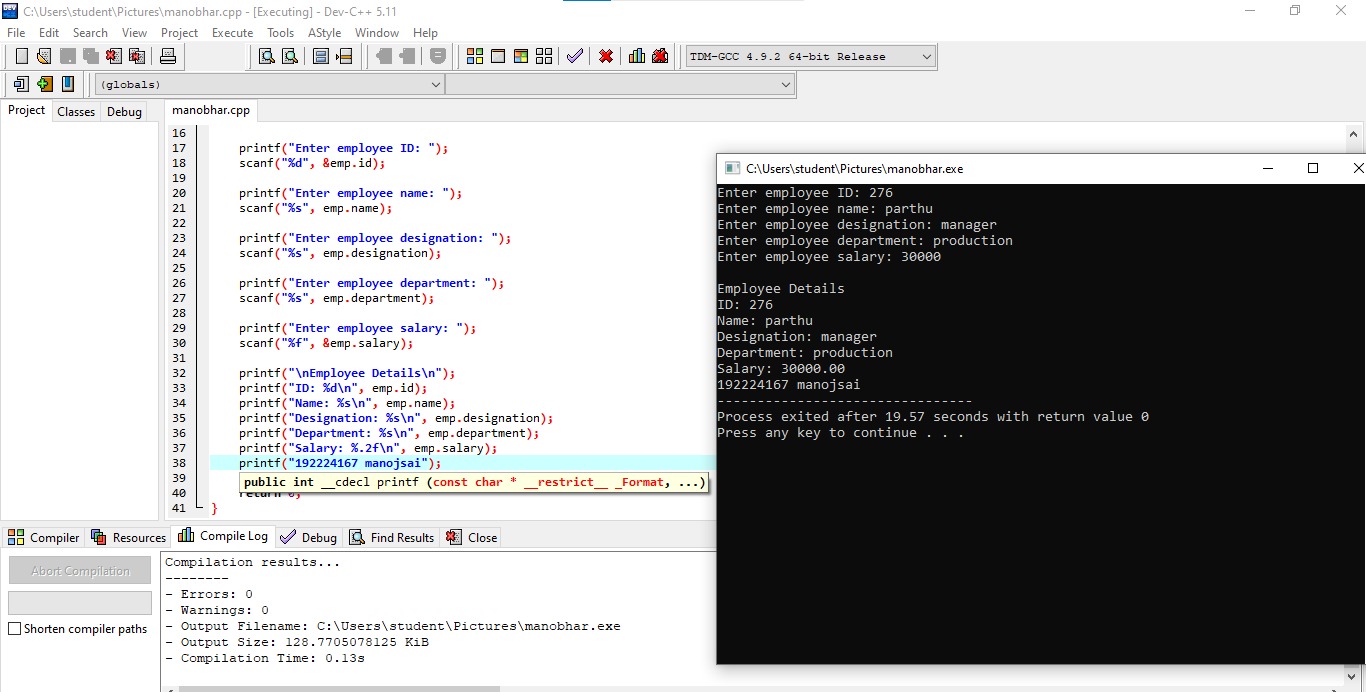 C:\Users\student\Pictures\manobhar.cpp - [Executing] - Dev-C++ 5.11
File Edit Search View Project Execute Tools AStyle Window Help
TDM-GCC 4.9.2 64-bit Release
(globals)
Project Classes Debug
manobhar.cpp
16
17 printf("Enter employee ID: ");
18 scanf("%d", &emp.id);
19
20 printf("Enter employee name: ");
21 scanf("%s", emp.name);
22
23 printf("Enter employee designation: ");
24 scanf("%s", emp.designation);
25
26 printf("Enter employee department: ");
27 scanf("%s", emp.department);
28
29 printf("Enter employee salary: ");
30 scanf("%f", &emp.salary);
31
32 printf("\nEmployee Details\n");
33 printf("ID: %d\n", emp.id);
34 printf("Name: %s\n", emp.name);
35 printf("Designation: %s\n", emp.designation);
36 printf("Department: %s\n", emp.department);
37 printf("Salary: %.2f\n", emp.salary);
38 printf("192224167 manojsai");
39 public int __cdecl printf (const char * __restrict__ _Format, ...)
40 return 0;
41 }
C:\Users\student\Pictures\manobhar.exe
Enter employee ID: 276
Enter employee name: parthu
Enter employee designation: manager
Enter employee department: production
Enter employee salary: 30000
Employee Details
ID: 276
Name: parthu
Designation: manager
Department: production
Salary: 30000.00
192224167 manojsai
--------------------------------
Process exited after 19.57 seconds with return value 0
Press any key to continue . . .
Compiler Resources Compile Log Debug Find Results Close
Abort Compilation
Shorten compiler paths
Compilation results...
--------
- Errors: 0
- Warnings: 0
- Output Filename: C:\Users\student\Pictures\manobhar.exe
- Output Size: 128.7705078125 KiB
- Compilation Time: 0.13s